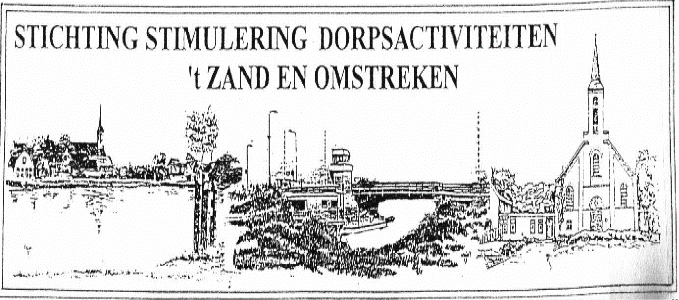 STICHTING STIMULERING DORPSACTIVITEITEN
't ZAND EN OMSTREKEN